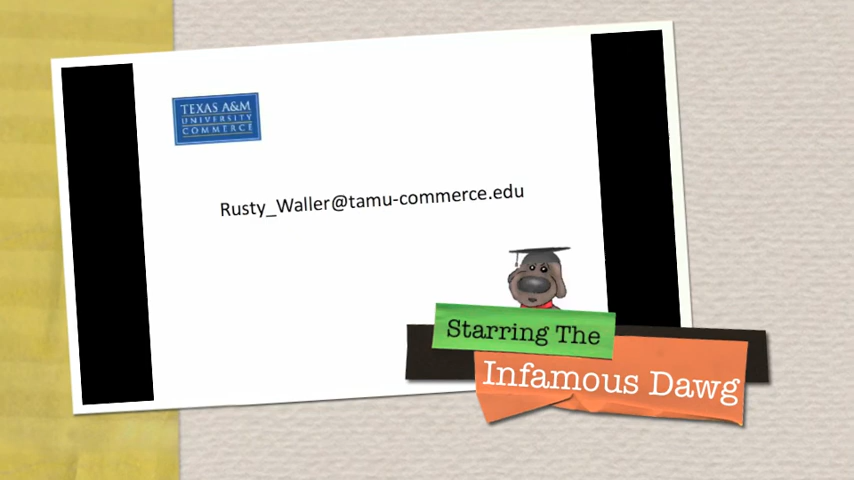 TEXAS A&M
UNIVERSITY
COMMERCE
Rusty_Waller@tamu-commerce.edu
Starring The
Infamous Dawg